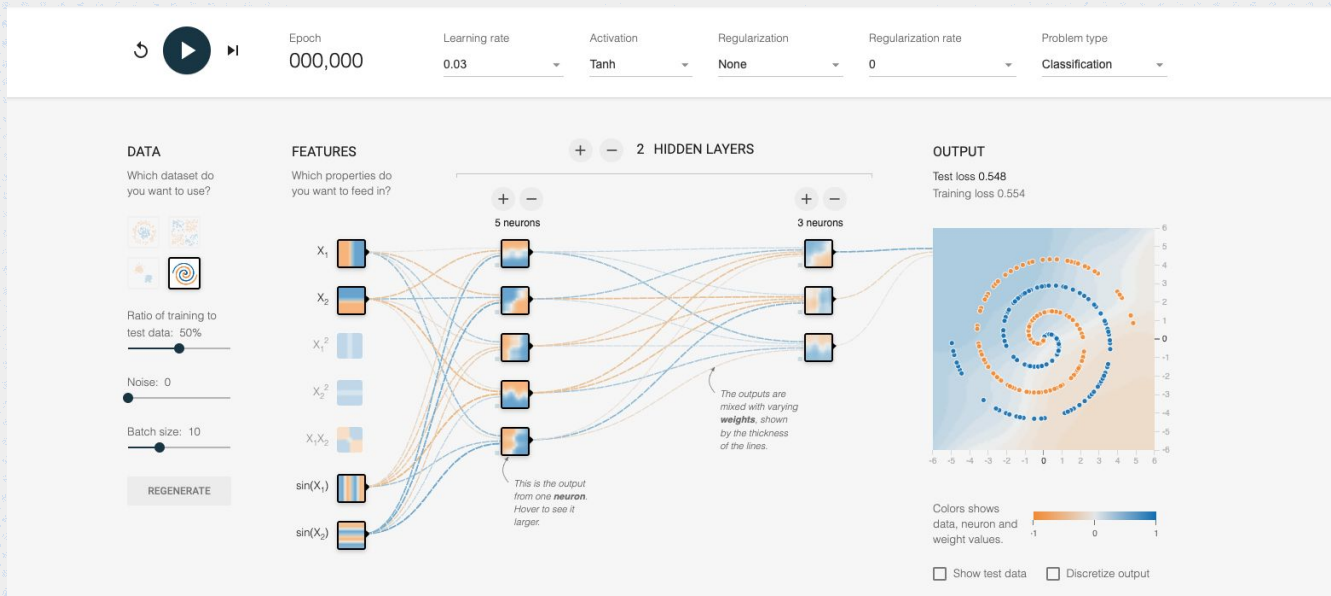 Epoch
000,000
Learning rate
0.03
Activation
Tanh
Regularization
None
Regularization rate
0
Problem type
Classification
DATA
Which dataset do
you want to use?
Ratio of training to
test data: 50%
Noise: 0
Batch size: 10
REGENERATE
FEATURES
Which properties do
you want to feed in?
X₁
X₂
X₁²
X₂²
X₁X₂
sin(X₁)
sin(X₂)
+ − 2 HIDDEN LAYERS
+ −
5 neurons
+ −
3 neurons
This is the output
from one neuron.
Hover to see it
larger.
The outputs are
mixed with varying
weights, shown
by the thickness
of the lines.
OUTPUT
Test loss 0.548
Training loss 0.554
6
5
4
3
2
1
0
-1
-2
-3
-4
-5
-6
-6 -5 -4 -3 -2 -1 0 1 2 3 4 5 6
Colors shows
data, neuron and
weight values.
-1 0 1
Show test data
Discretize output